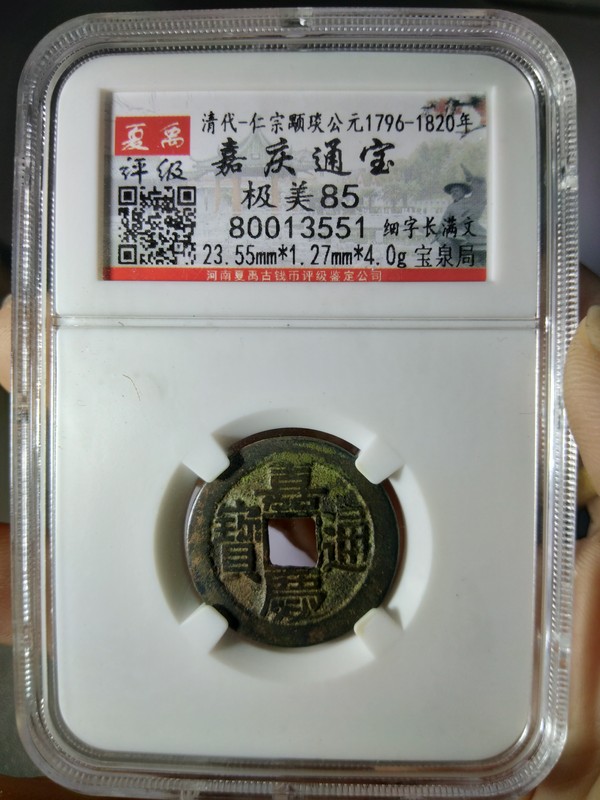 夏禹
评级
清代-仁宗颙琰公元1796-1820年
嘉庆通宝
极美85
80013551 细字长满文
23.55mm*1.27mm*4.0g 宝泉局
河南夏禹古钱币评级鉴定公司
嘉慶通寶